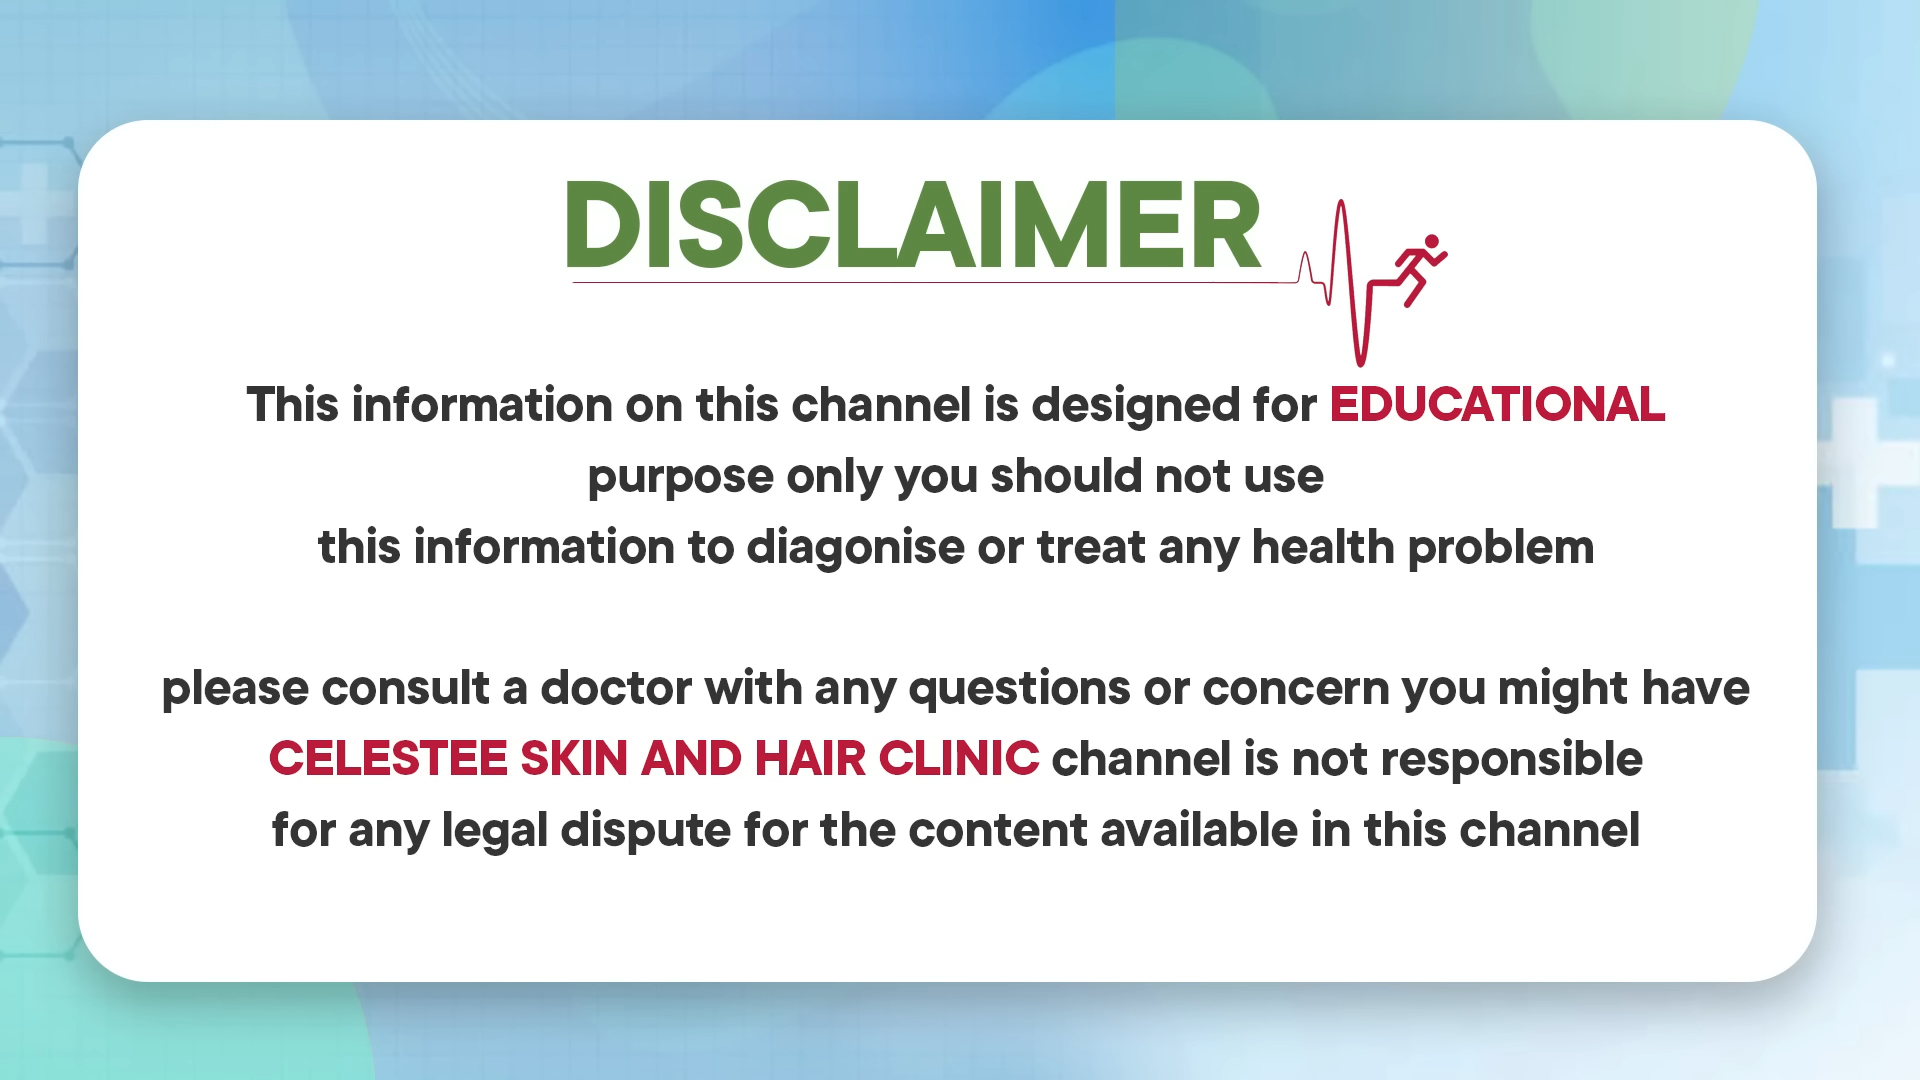 DISCLAIMER
This information on this channel is designed for EDUCATIONAL
purpose only you should not use
this information to diagonise or treat any health problem
please consult a doctor with any questions or concern you might have
CELESTEE SKIN AND HAIR CLINIC channel is not responsible
for any legal dispute for the content available in this channel